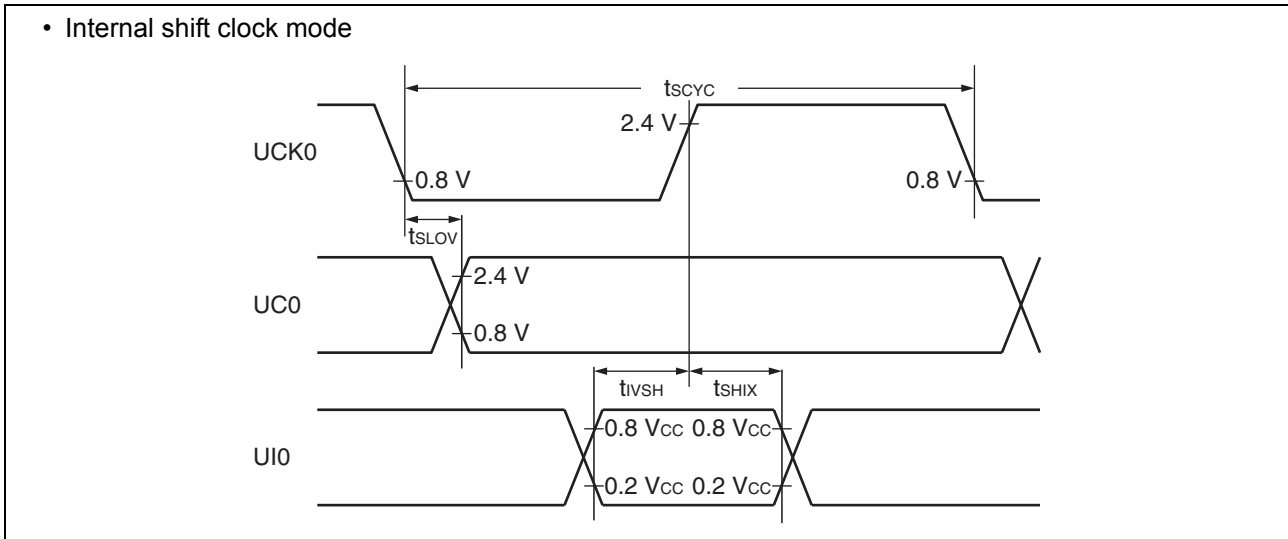 • Internal shift clock mode
tSCYC
2.4 V
UCK0
0.8 V
0.8 V
tSLOV
2.4 V
UC0
0.8 V
tIVSH
tSHIX
0.8 VCC 0.8 VCC
UI0
0.2 VCC 0.2 VCC